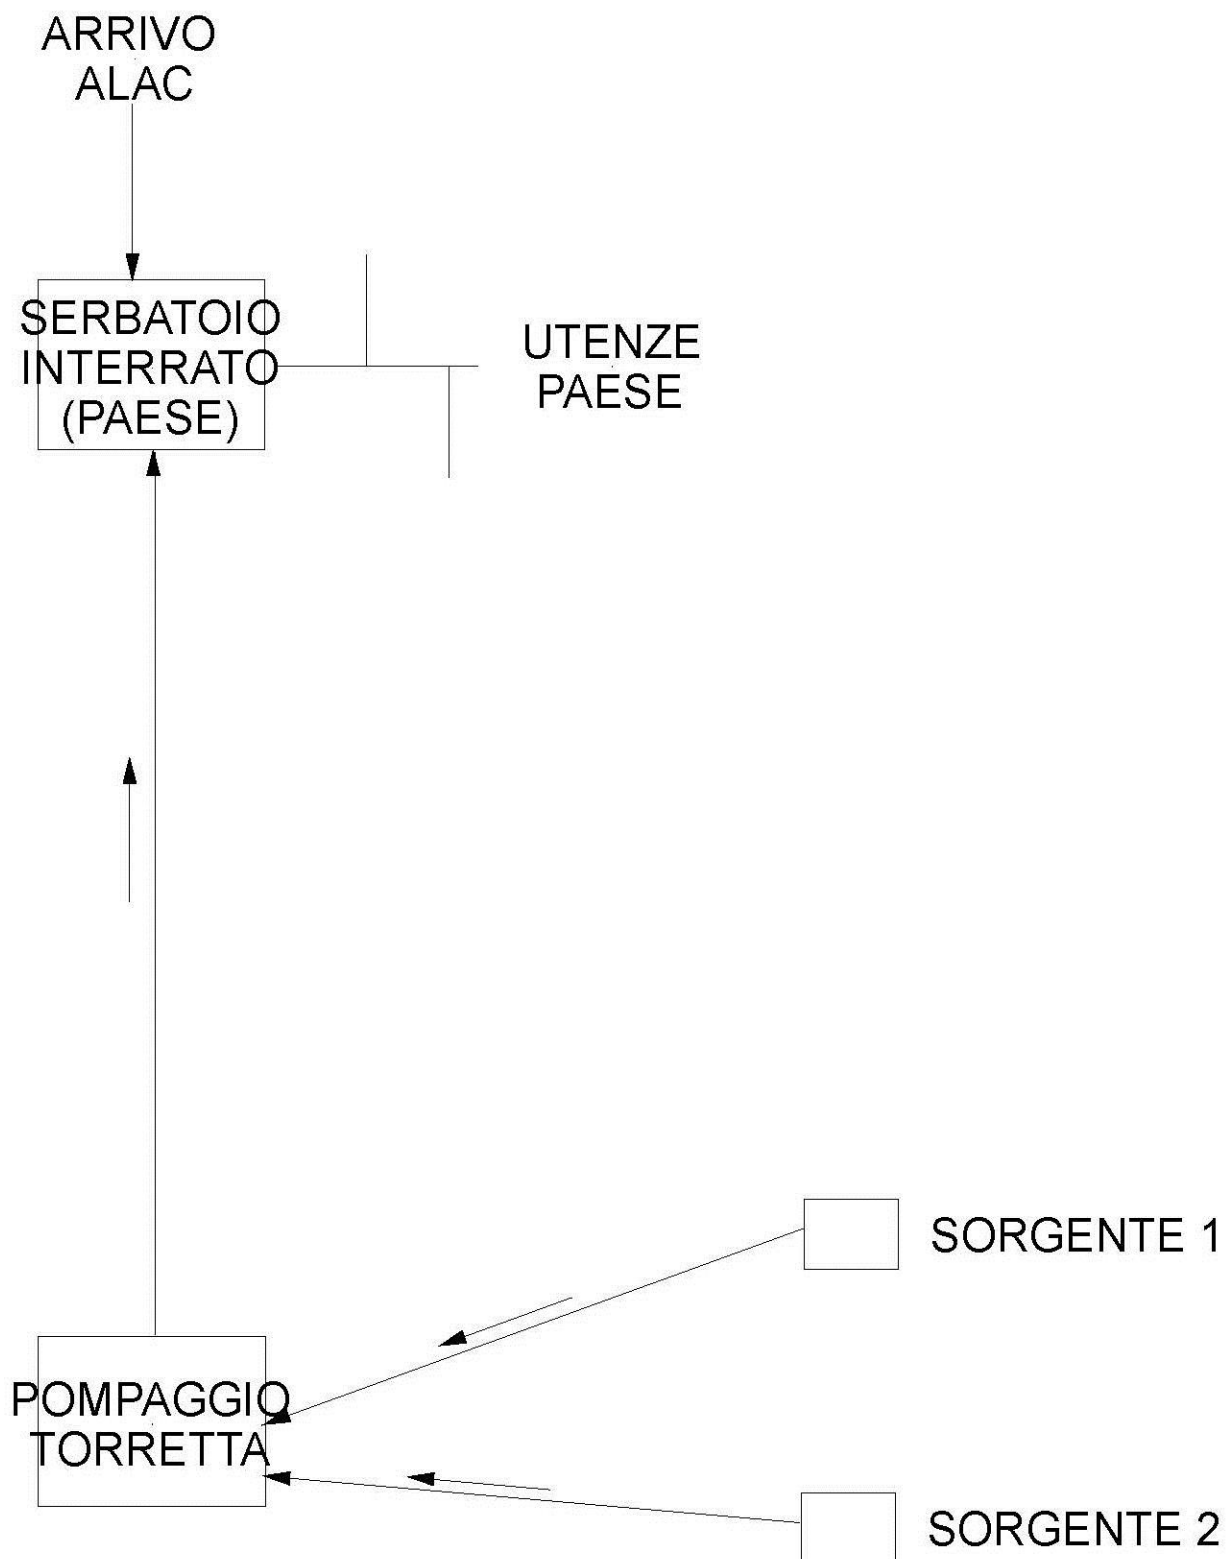 ARRIVO
ALAC
SERBATOIO
INTERRATO
(PAESE)
UTENZE
PAESE
SORGENTE 1
POMPAGGIO
TORRETTA
SORGENTE 2